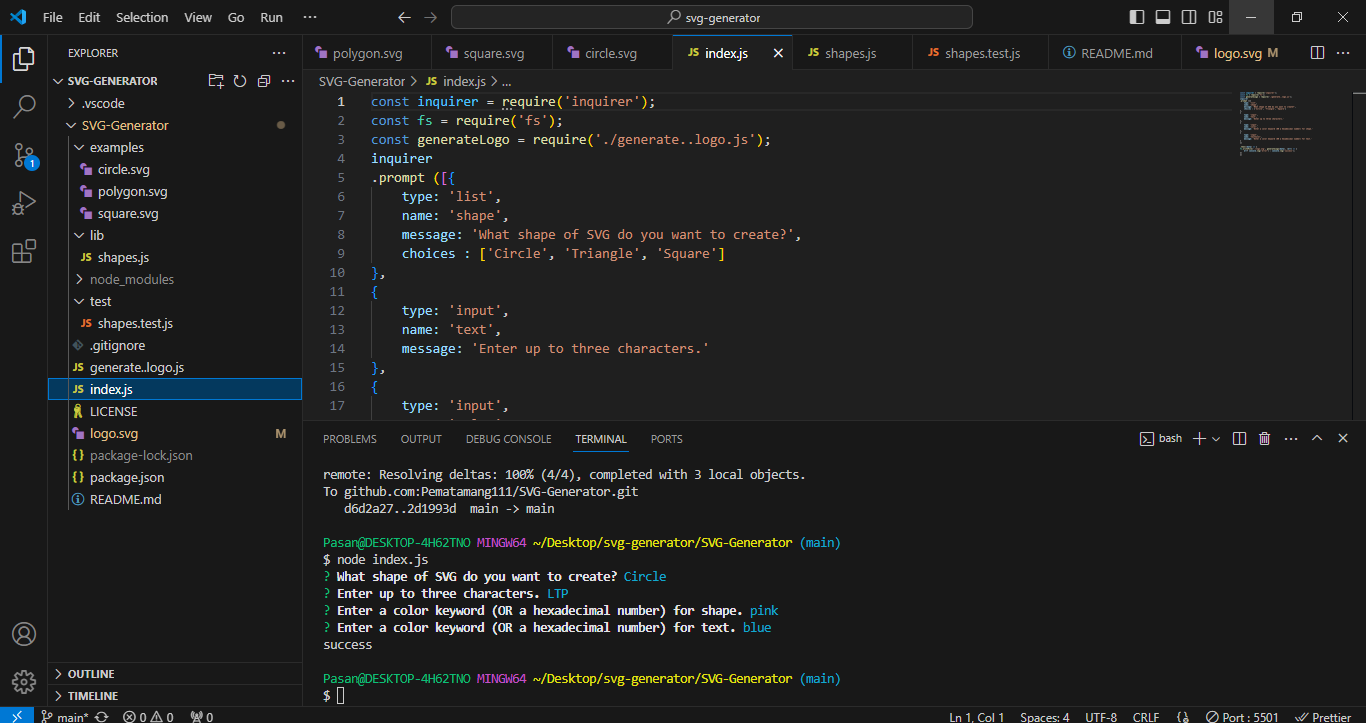 File Edit Selection View Go Run ··· svg-generator
EXPLORER ···
SVG-GENERATOR ···
.vscode
SVG-Generator
examples
circle.svg
polygon.svg
square.svg
lib
JS shapes.js
node_modules
test
JS shapes.test.js
.gitignore
JS generate..logo.js
JS index.js
LICENSE
logo.svg M
{} package-lock.json
{} package.json
README.md
OUTLINE
TIMELINE
1
polygon.svg square.svg circle.svg JS index.js JS shapes.js JS shapes.test.js README.md logo.svg M ···
SVG-Generator > JS index.js > ...
1 const inquirer = require('inquirer');
2 const fs = require('fs');
3 const generateLogo = require('./generate..logo.js');
4 inquirer
5 .prompt ([{
6 type: 'list',
7 name: 'shape',
8 message: 'What shape of SVG do you want to create?',
9 choices : ['Circle', 'Triangle', 'Square']
10 },
11 {
12 type: 'input',
13 name: 'text',
14 message: 'Enter up to three characters.'
15 },
16 {
17 type: 'input',
PROBLEMS OUTPUT DEBUG CONSOLE TERMINAL PORTS bash ···
remote: Resolving deltas: 100% (4/4), completed with 3 local objects.
To github.com:Pematamang111/SVG-Generator.git
d6d2a27..2d1993d main -> main
Pasan@DESKTOP-4H62TNO MINGW64 ~/Desktop/svg-generator/SVG-Generator (main)
$ node index.js
? What shape of SVG do you want to create? Circle
? Enter up to three characters. LTP
? Enter a color keyword (OR a hexadecimal number) for shape. pink
? Enter a color keyword (OR a hexadecimal number) for text. blue
success
Pasan@DESKTOP-4H62TNO MINGW64 ~/Desktop/svg-generator/SVG-Generator (main)
$
main* 0 0 0 Ln 1, Col 1 Spaces: 4 UTF-8 CRLF {} Port : 5501 Prettier